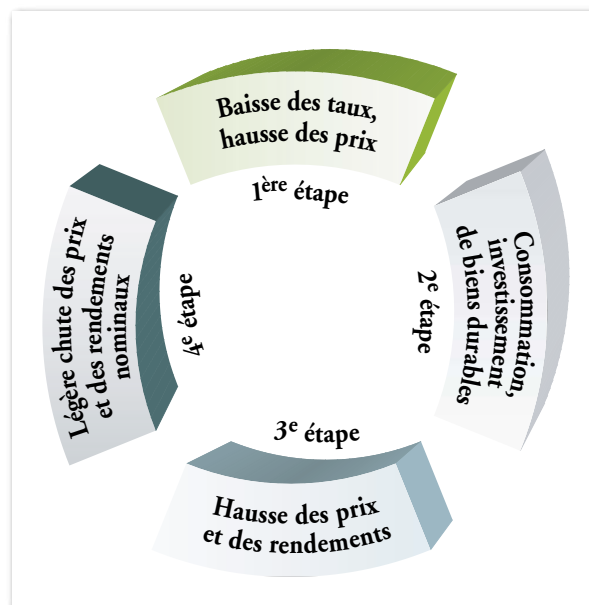 Baisse des taux,
hausse des prix
1ère étape
Consommation,
investissement
de biens durables
2e étape
3e étape
Hausse des prix
et des rendements
Légère chute des prix
et des rendements
nominaux
4e étape